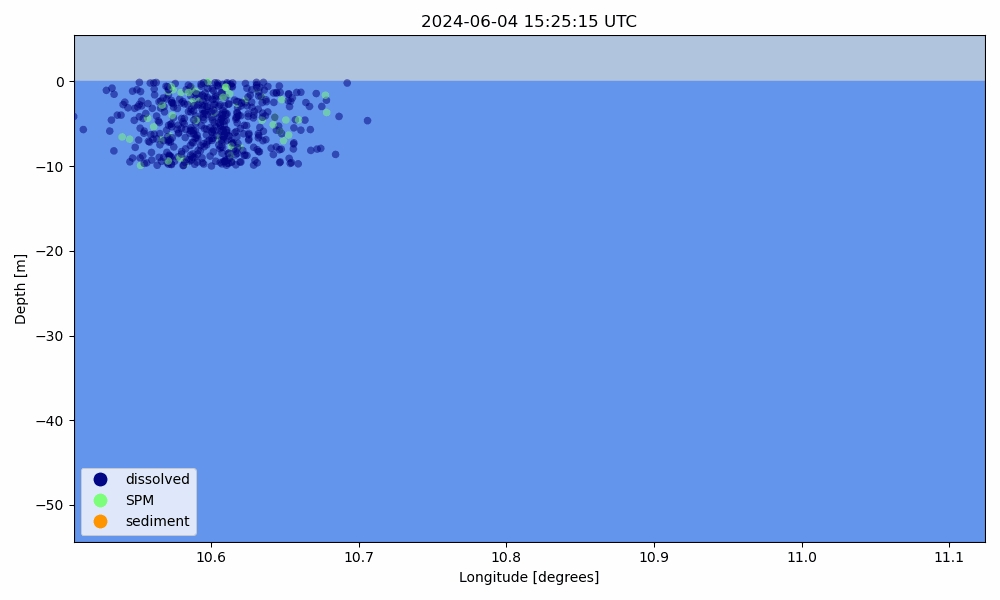 2024-06-04 15:25:15 UTC
0
−10
−20
−30
−40
−50
Depth [m]
dissolved
SPM
sediment
10.6 10.7 10.8 10.9 11.0 11.1
Longitude [degrees]